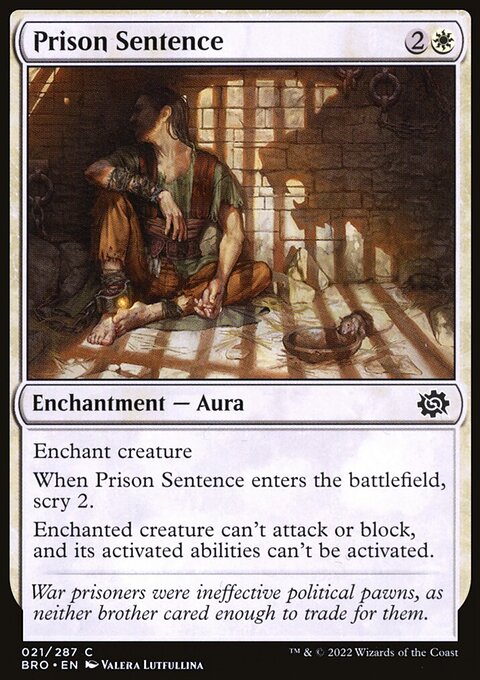 Prison Sentence 2
Enchantment — Aura
Enchant creature
When Prison Sentence enters the battlefield,
scry 2.
Enchanted creature can't attack or block,
and its activated abilities can't be activated.
War prisoners were ineffective political pawns, as
neither brother cared enough to trade for them.
021/287 C
BRO • EN Valera Lutfullina
™ & © 2022 Wizards of the Coast